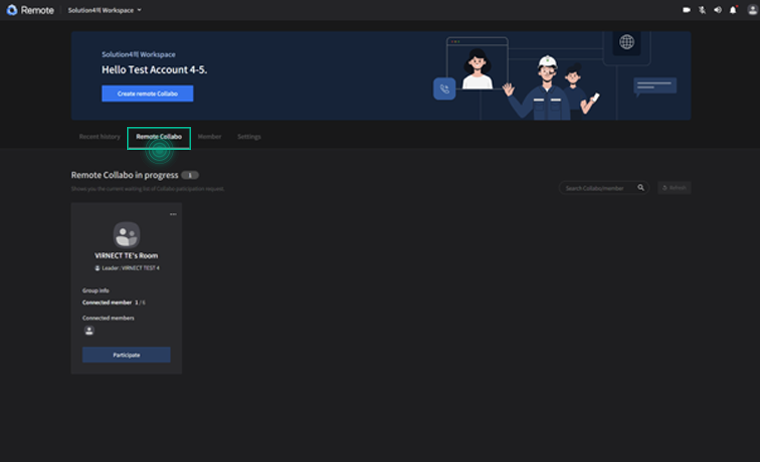 Remote
Solution4팀 Workspace
Solution4팀 Workspace
Hello Test Account 4-5.
Create remote Collabo
Recent history
Remote Collabo
Member
Settings
Remote Collabo in progress 1
Shows you the current waiting list of Collabo participation request.
Search Collabo/member
Refresh
VIRNECT TE's Room
Leader : VIRNECT TEST 4
Group info
Connected member 1 / 6
Connected members
Participate